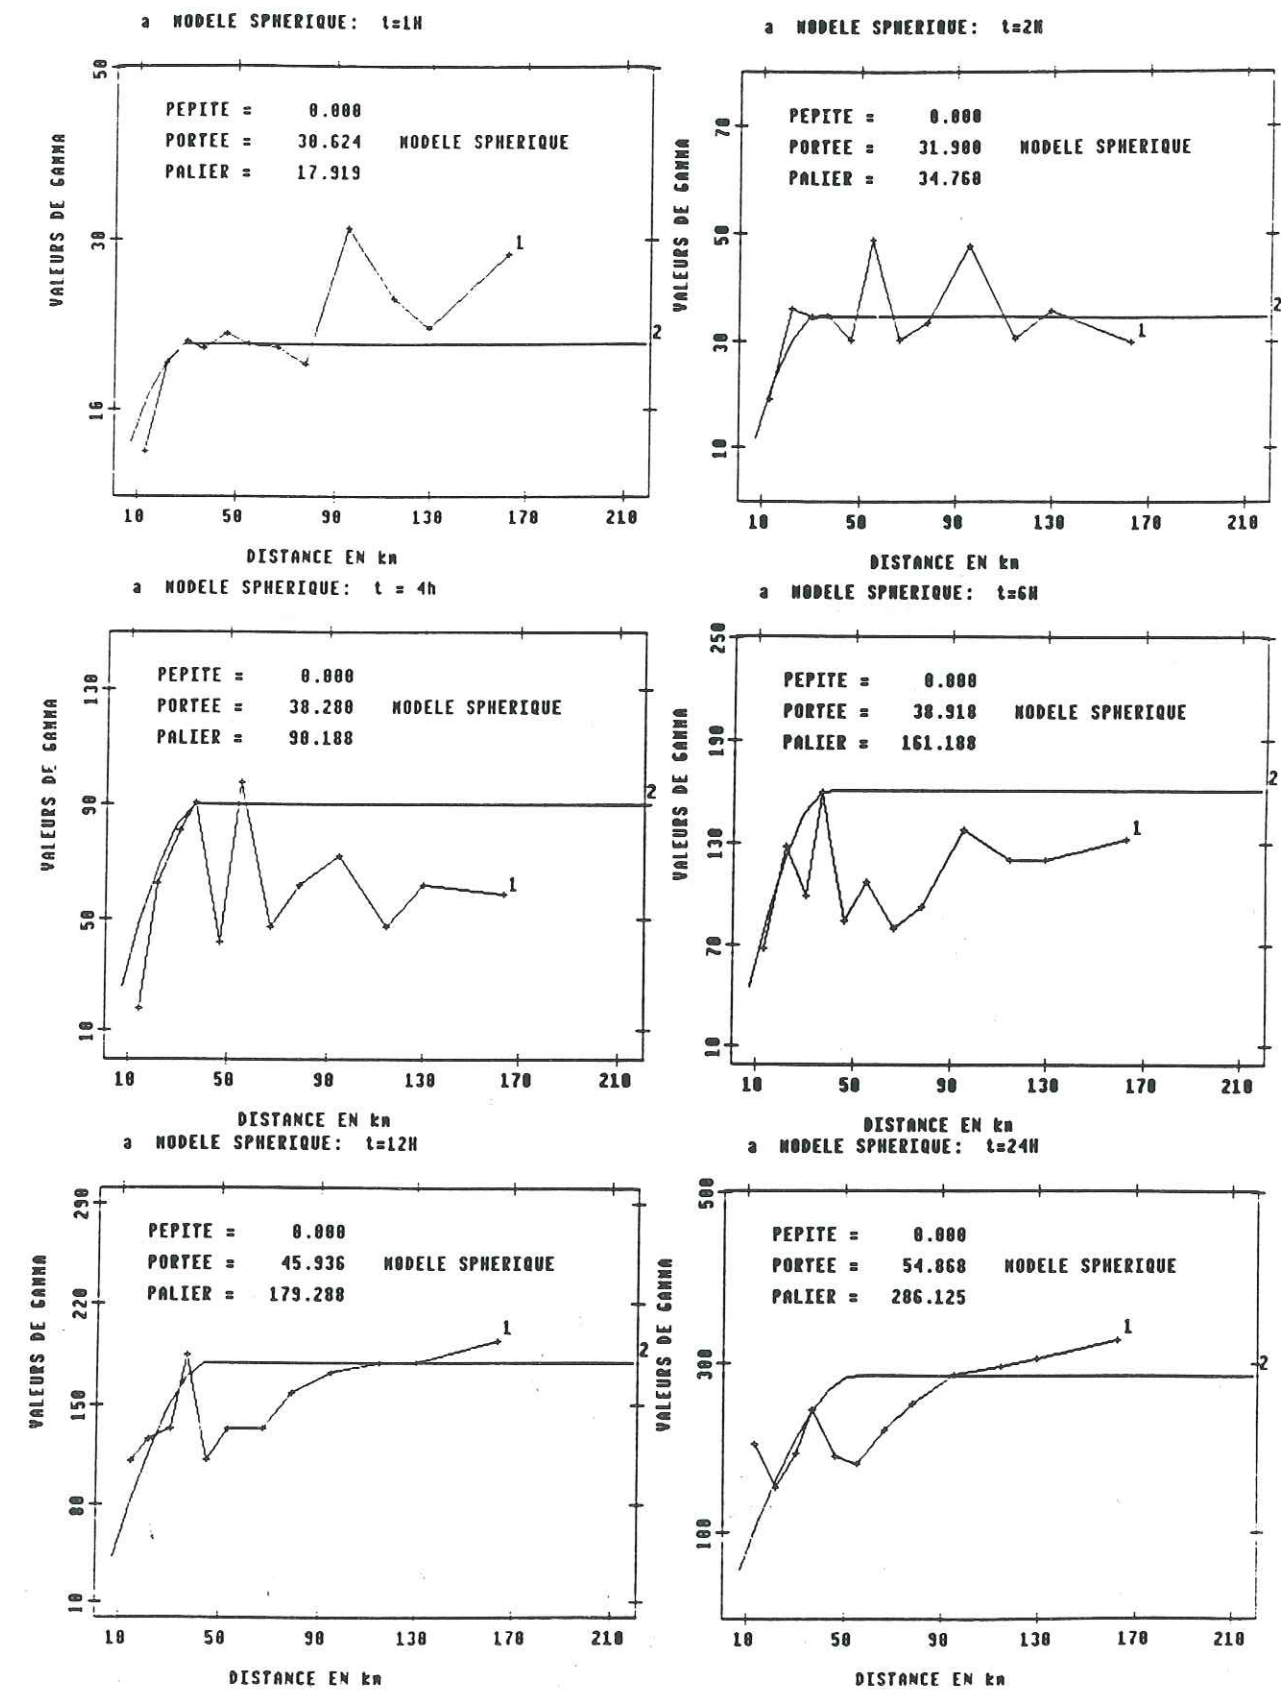 a MODELE SPHERIQUE: t=1H
50
30
10
VALEURS DE GAMMA
PEPITE = 0.000
PORTEE = 30.624 MODELE SPHERIQUE
PALIER = 17.919
1
2
10 50 90 130 170 210
DISTANCE EN km
a MODELE SPHERIQUE: t=2H
70
50
30
10
VALEURS DE GAMMA
PEPITE = 0.000
PORTEE = 31.900 MODELE SPHERIQUE
PALIER = 34.760
1
2
10 50 90 130 170 210
DISTANCE EN km
a MODELE SPHERIQUE: t = 4h
130
90
50
10
VALEURS DE GAMMA
PEPITE = 0.000
PORTEE = 38.280 MODELE SPHERIQUE
PALIER = 90.188
1
2
10 50 90 130 170 210
DISTANCE EN km
a MODELE SPHERIQUE: t=6H
250
190
130
70
10
VALEURS DE GAMMA
PEPITE = 0.000
PORTEE = 38.918 MODELE SPHERIQUE
PALIER = 161.188
1
2
10 50 90 130 170 210
DISTANCE EN km
a MODELE SPHERIQUE: t=12H
290
220
150
80
10
VALEURS DE GAMMA
PEPITE = 0.000
PORTEE = 45.936 MODELE SPHERIQUE
PALIER = 179.288
1
2
10 50 90 130 170 210
DISTANCE EN km
a MODELE SPHERIQUE: t=24H
500
300
100
VALEURS DE GAMMA
PEPITE = 0.000
PORTEE = 54.868 MODELE SPHERIQUE
PALIER = 286.125
1
2
10 50 90 130 170 210
DISTANCE EN km